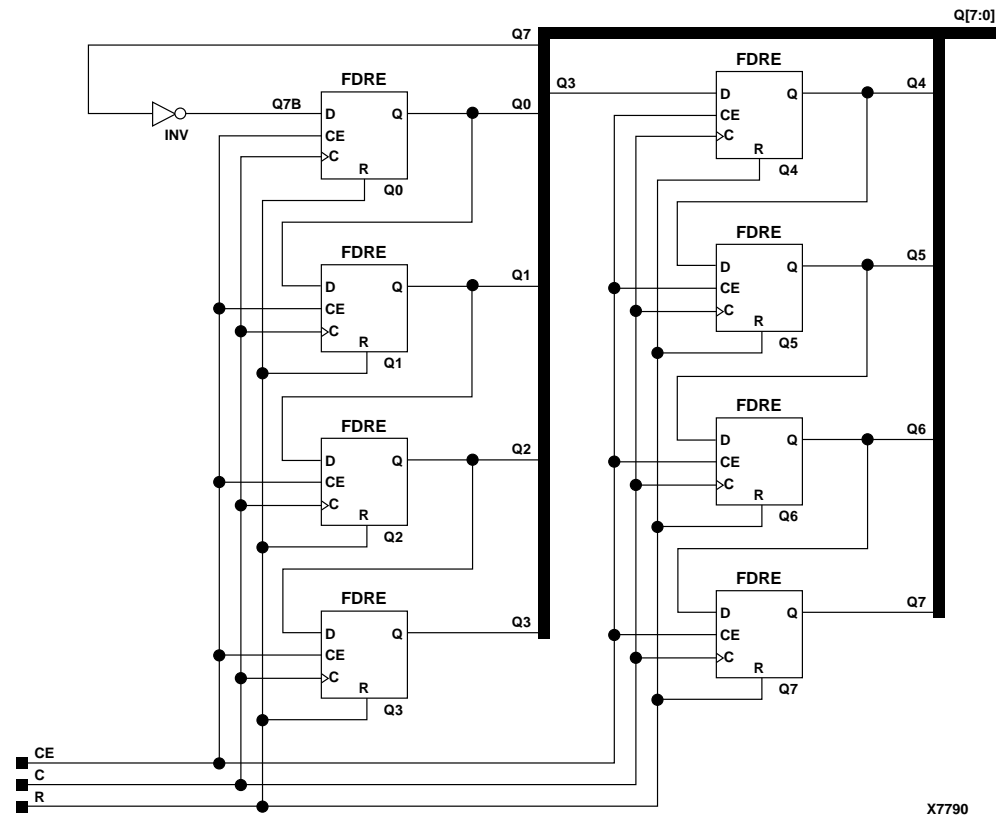 Q[7:0]
Q7
FDRE
Q7B
D
Q
Q0
CE
C
R
Q0
INV
FDRE
D
Q
Q1
CE
C
R
Q1
FDRE
D
Q
Q2
CE
C
R
Q2
FDRE
D
Q
Q3
CE
C
R
Q3
FDRE
Q3
D
Q
Q4
CE
C
R
Q4
FDRE
D
Q
Q5
CE
C
R
Q5
FDRE
D
Q
Q6
CE
C
R
Q6
FDRE
D
Q
Q7
CE
C
R
Q7
CE
C
R
X7790